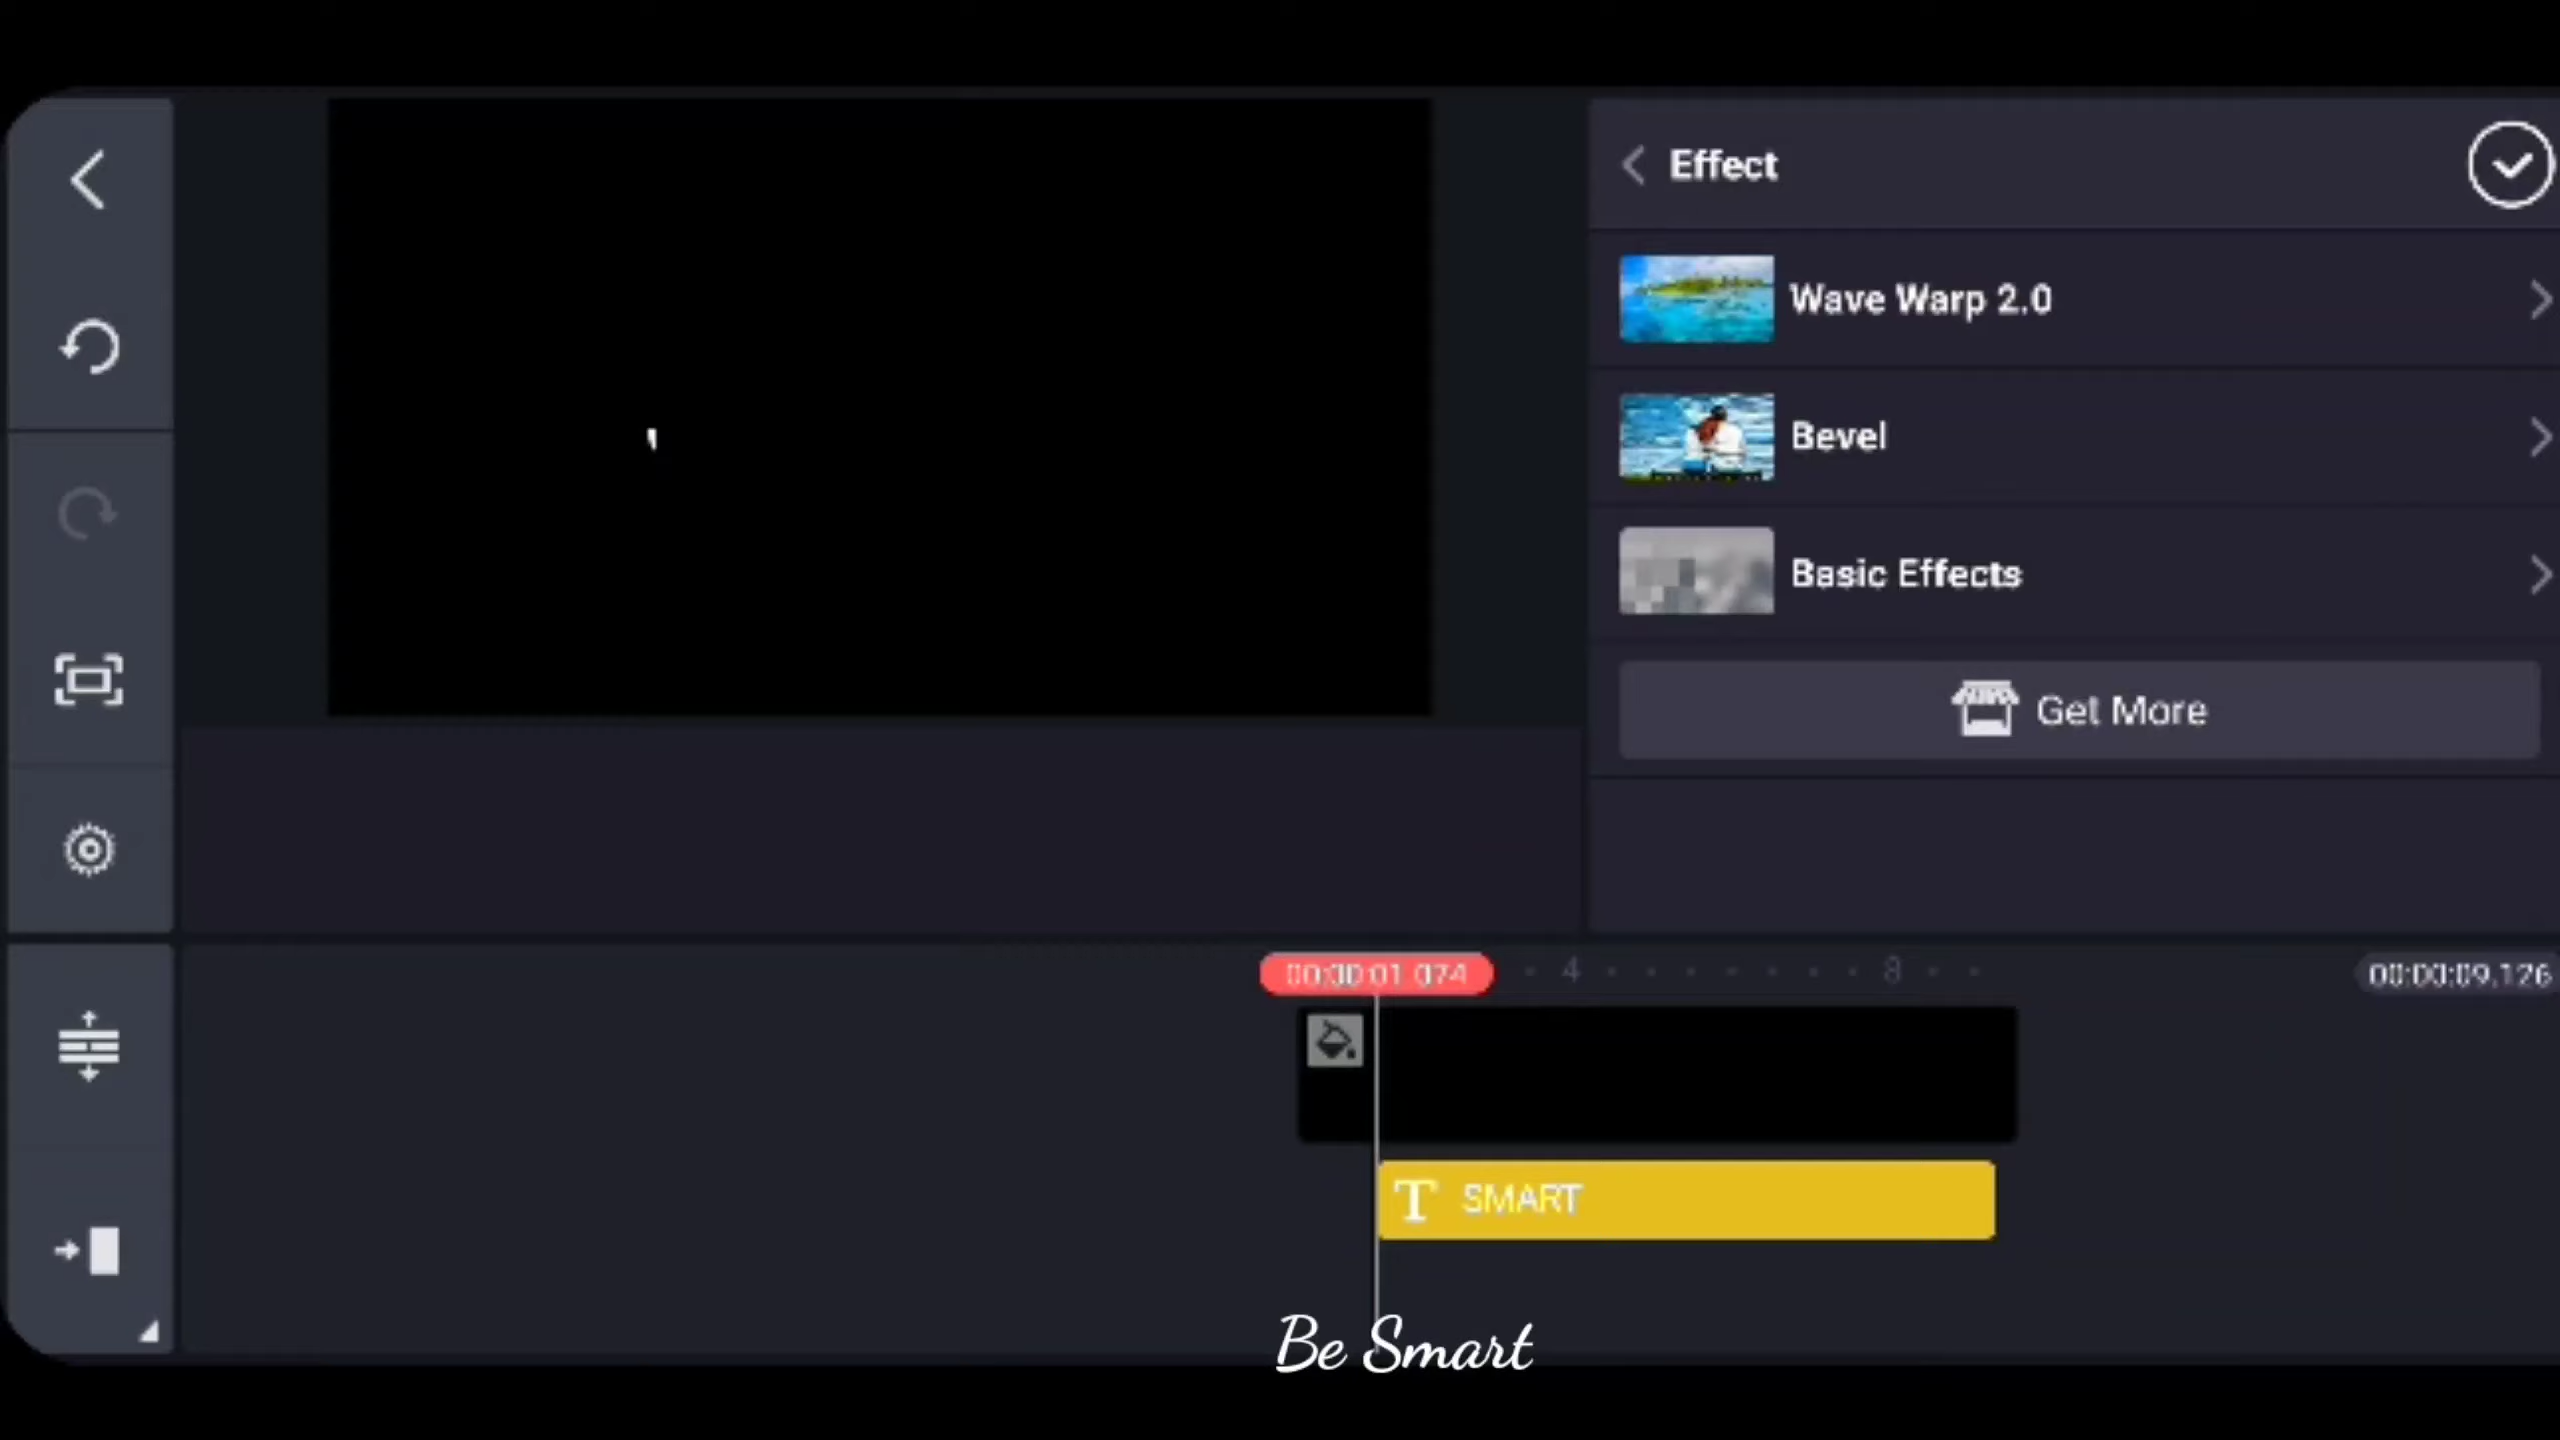 Effect
Wave Warp 2.0
Bevel
Basic Effects
Get More
00:00:01.074
4
8
00:00:09.126
T SMART
Be Smart